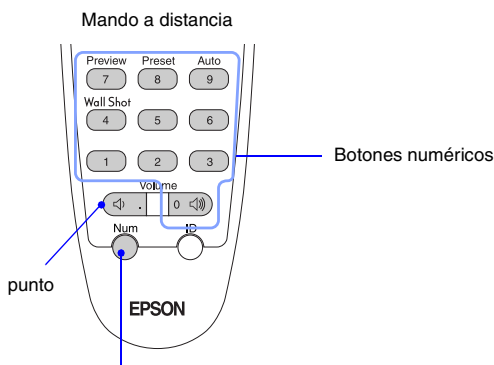 Mando a distancia
Preview Preset Auto
7 8 9
Wall Shot
4 5 6
1 2 3
Botones numéricos
Volume
. 0
Num ID
punto
EPSON